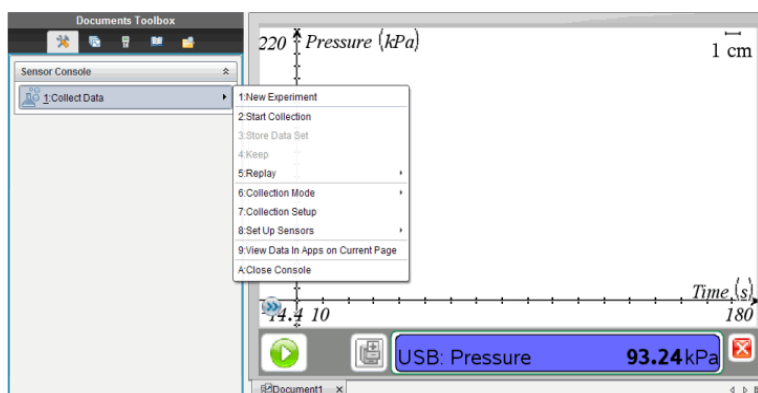 Documents Toolbox
Sensor Console
1:Collect Data
1:New Experiment
2:Start Collection
3:Store Data Set
4:Keep
5:Replay
6:Collection Mode
7:Collection Setup
8:Set Up Sensors
9:View Data In Apps on Current Page
A:Close Console
220
Pressure (kPa)
1 cm
Time (s)
-14.4 10
180
USB: Pressure 93.24kPa
Document1